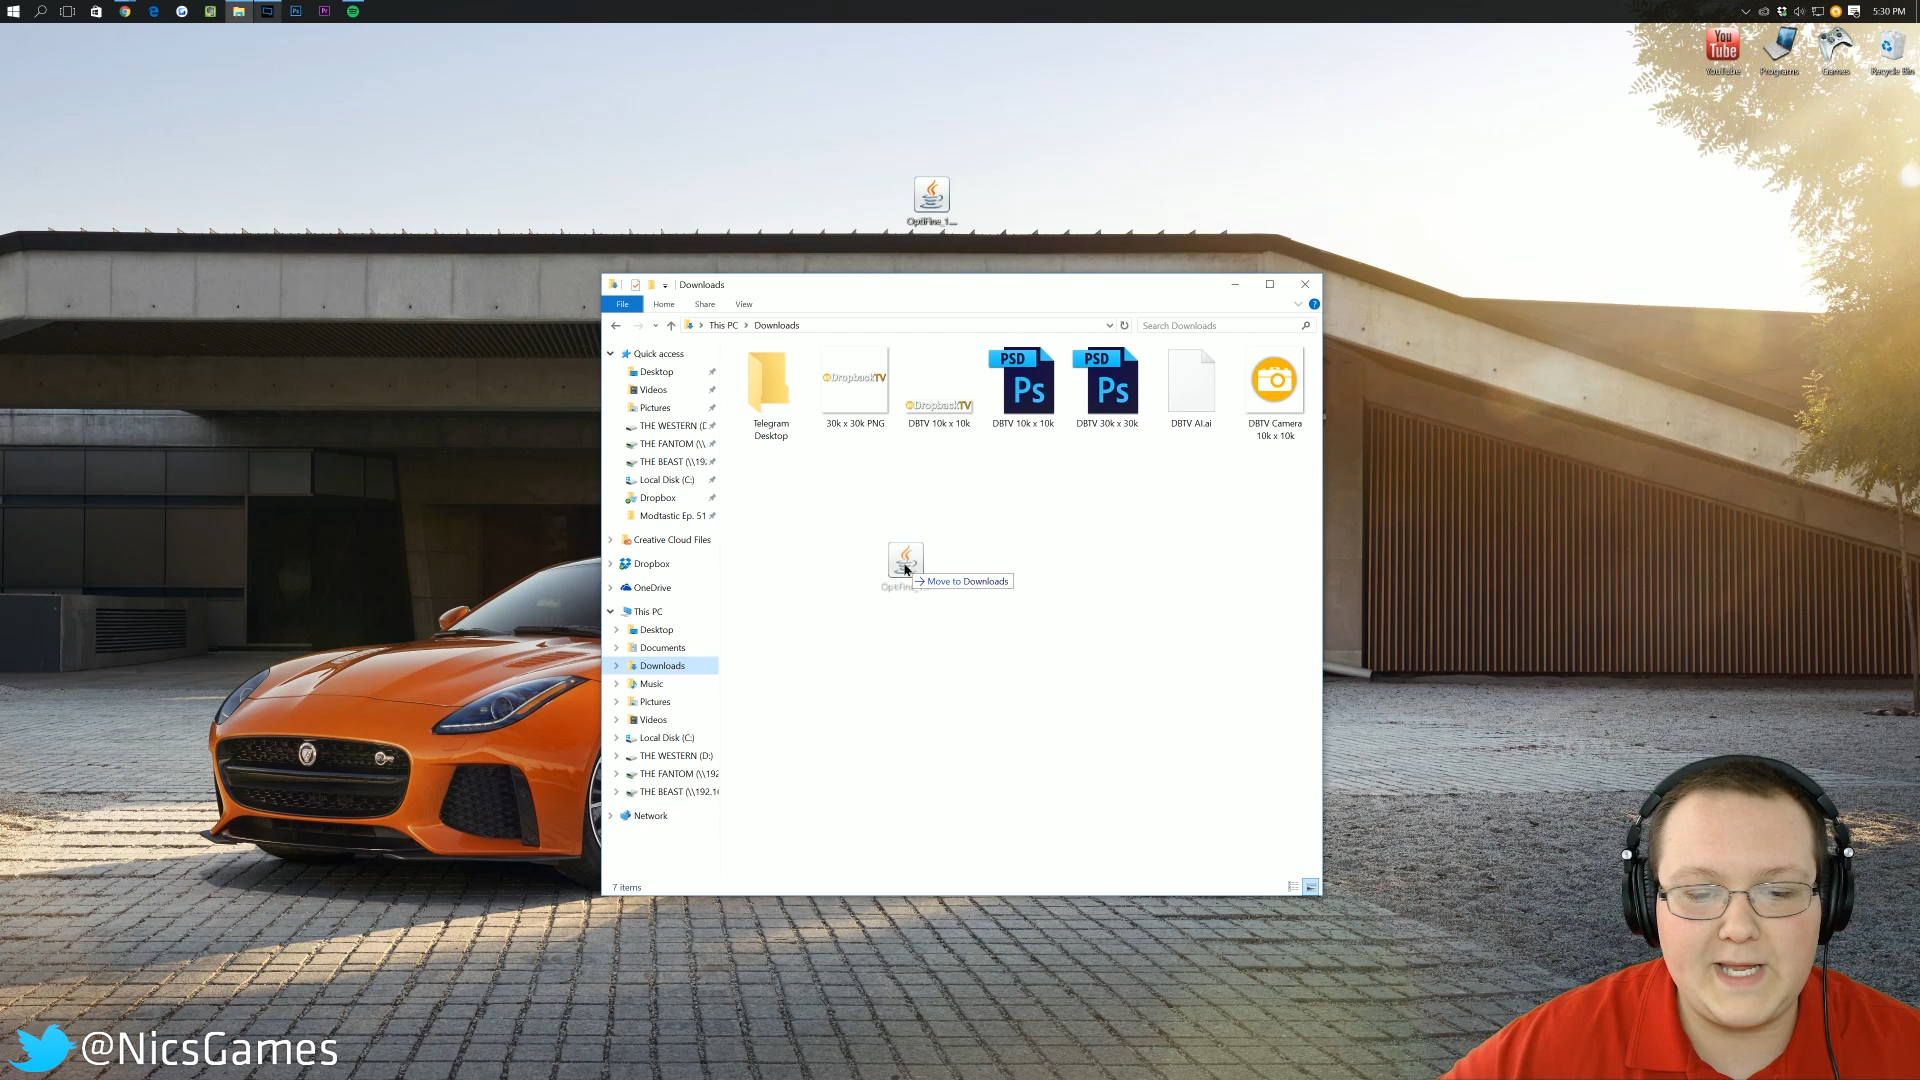 5:30 PM
You
Tube
YouTube
Programs
Games
Recycle Bin
OptiFine_1...
Downloads
File
Home
Share
View
This PC
Downloads
Search Downloads
Quick access
Desktop
Videos
Pictures
THE WESTERN (D
THE FANTOM (\\
THE BEAST (\\19:
Local Disk (C:)
Dropbox
Modtastic Ep. 51
Creative Cloud Files
Dropbox
OneDrive
This PC
Desktop
Documents
Downloads
Music
Pictures
Videos
Local Disk (C:)
THE WESTERN (D:)
THE FANTOM (\\192
THE BEAST (\\192.16
Network
Telegram
Desktop
DropbackTV
30k x 30k PNG
DropbackTV
DBTV 10k x 10k
PSD
Ps
DBTV 10k x 10k
PSD
Ps
DBTV 30k x 30k
DBTV AI.ai
DBTV Camera
10k x 10k
Move to Downloads
7 items
@NicsGames